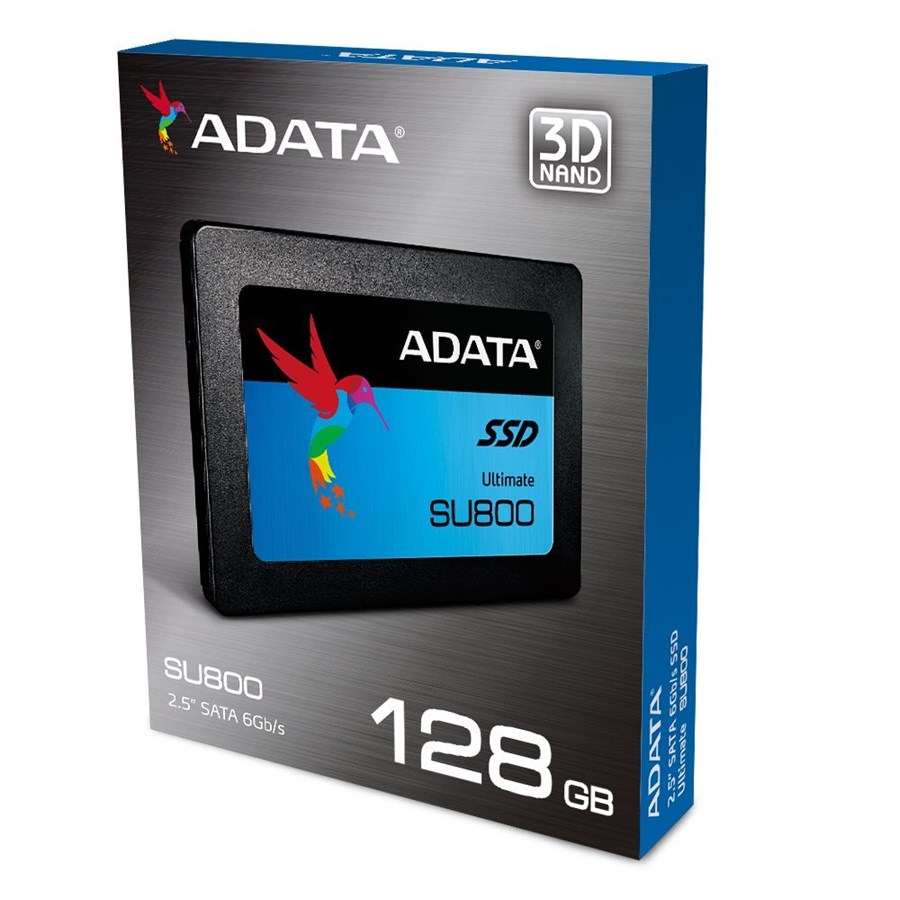 ADATA
ADATA®
3D
NAND
ADATA®
SSD
Ultimate
SU800
SU800
2.5" SATA 6Gb/s
128 GB
ADATA®
2.5" SATA 6Gb/s SSD
Ultimate SU800